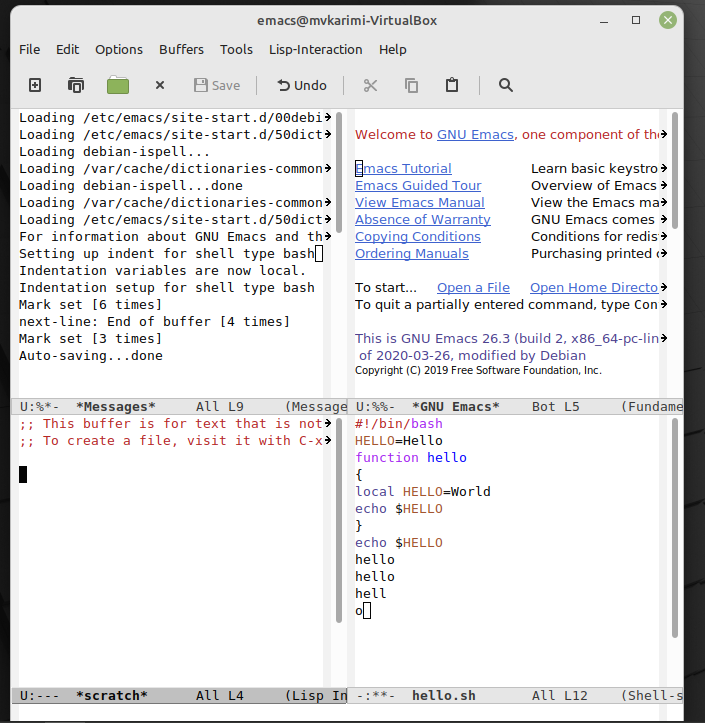 emacs@mvkarimi-VirtualBox
File Edit Options Buffers Tools Lisp-Interaction Help
Save Undo
Loading /etc/emacs/site-start.d/00debi
Loading /etc/emacs/site-start.d/50dict
Loading debian-ispell...
Loading /var/cache/dictionaries-common
Loading debian-ispell...done
Loading /var/cache/dictionaries-common
Loading /etc/emacs/site-start.d/50dict
For information about GNU Emacs and th
Setting up indent for shell type bash
Indentation variables are now local.
Indentation setup for shell type bash
Mark set [6 times]
next-line: End of buffer [4 times]
Mark set [3 times]
Auto-saving...done
U:%*- *Messages* All L9 (Message
Welcome to GNU Emacs, one component of the
Emacs Tutorial Learn basic keystro
Emacs Guided Tour Overview of Emacs
View Emacs Manual View the Emacs ma
Absence of Warranty GNU Emacs comes
Copying Conditions Conditions for redis
Ordering Manuals Purchasing printed c
To start... Open a File Open Home Directo
To quit a partially entered command, type Con
This is GNU Emacs 26.3 (build 2, x86_64-pc-lin
of 2020-03-26, modified by Debian
Copyright (C) 2019 Free Software Foundation, Inc.
U:%%- *GNU Emacs* Bot L5 (Fundame
;; This buffer is for text that is not
;; To create a file, visit it with C-x
U:--- *scratch* All L4 (Lisp In
#!/bin/bash
HELLO=Hello
function hello
{
local HELLO=World
echo $HELLO
}
echo $HELLO
hello
hello
hell
o
-:**- hello.sh All L12 (Shell-s